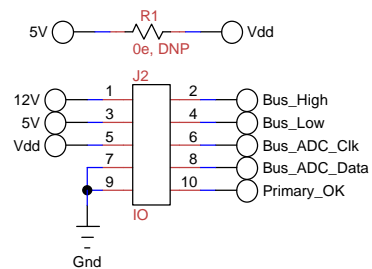 R1
5V Vdd
0e, DNP
J2
12V 1 2 Bus_High
5V 3 4 Bus_Low
Vdd 5 6 Bus_ADC_Clk
7 8 Bus_ADC_Data
9 10 Primary_OK
IO
Gnd